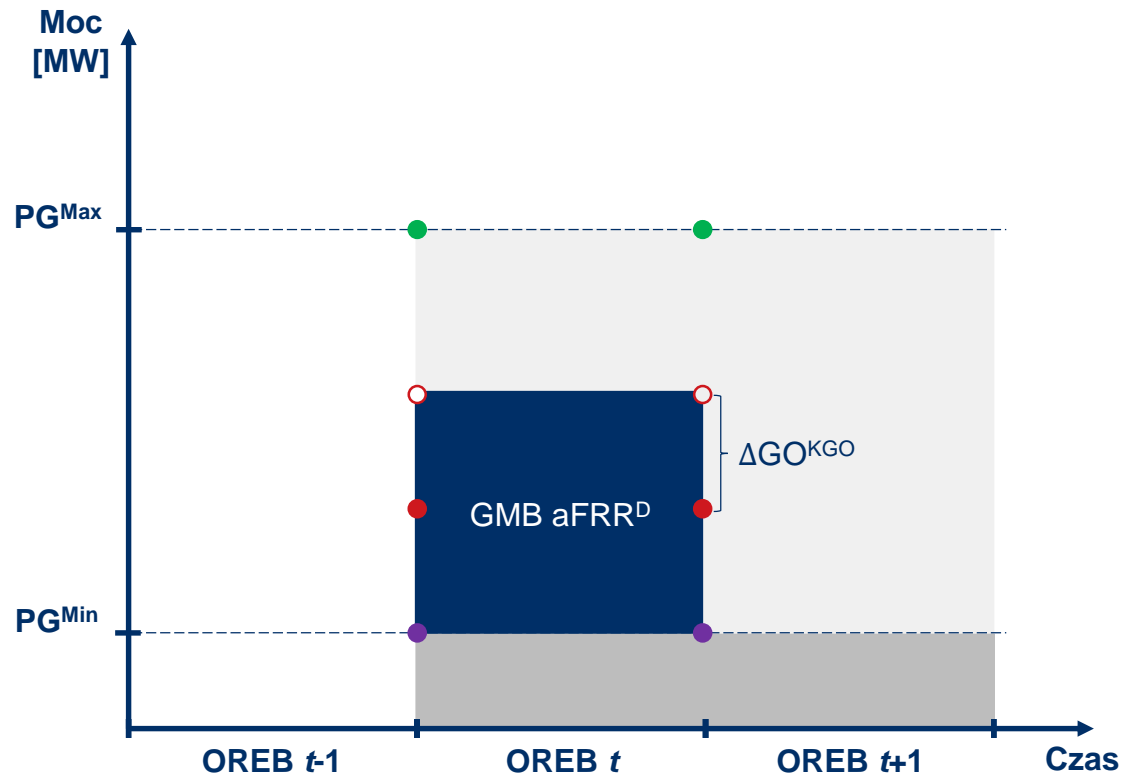 Moc
[MW]
PGᴹᵃˣ
ΔGOᴷᴳᴼ
GMB aFRRᴰ
PGᴹⁱⁿ
OREB t-1
OREB t
OREB t+1
Czas